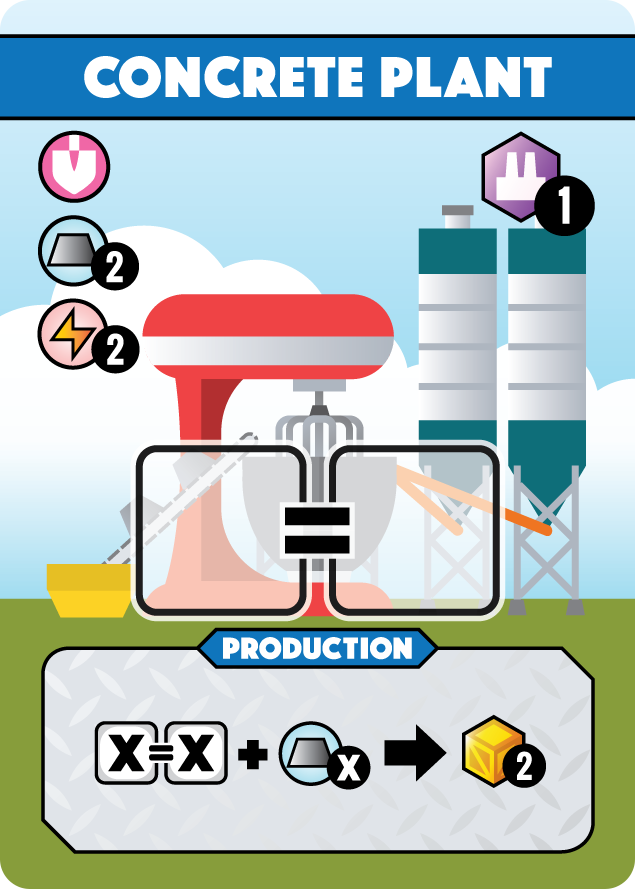 CONCRETE PLANT
1
2
2
=
PRODUCTION
X=X + X → 2